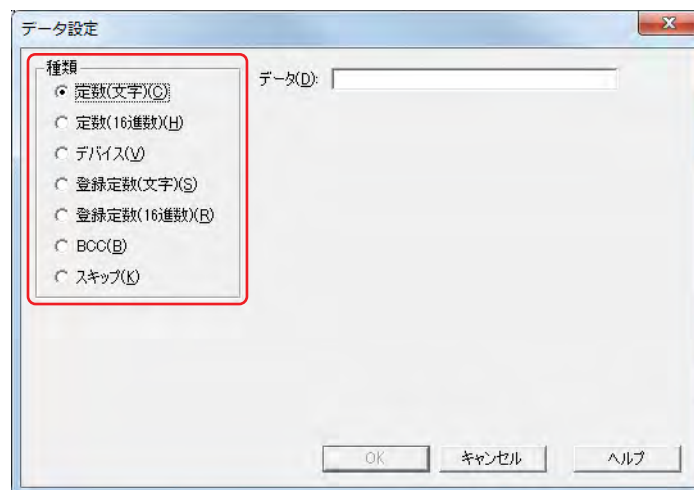 データ設定
種類
定数(文字)(C)
定数(16進数)(H)
デバイス(V)
登録定数(文字)(S)
登録定数(16進数)(R)
BCC(B)
スキップ(K)
データ(D):
OK
キャンセル
ヘルプ